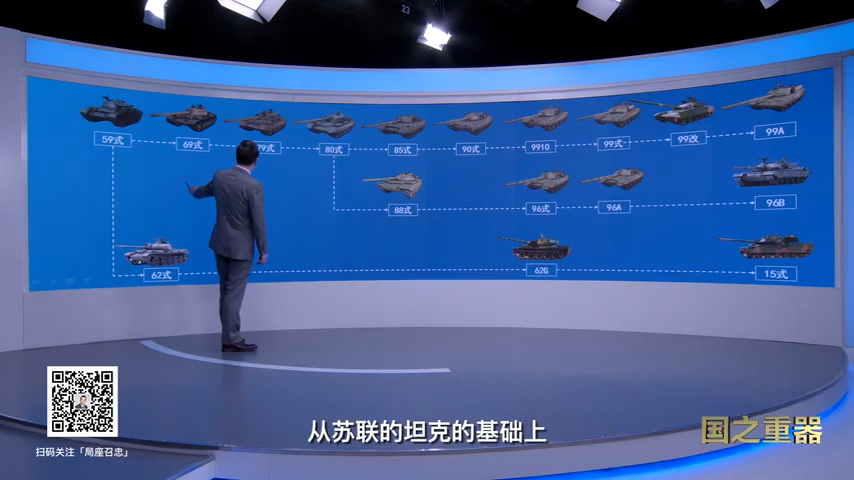 23
59式
69式
79式
80式
85式
90式
9910
99式
99改
99A
88式
96式
96A
96B
62式
62G
15式
从苏联的坦克的基础上
国之重器
扫码关注「局座召忠」